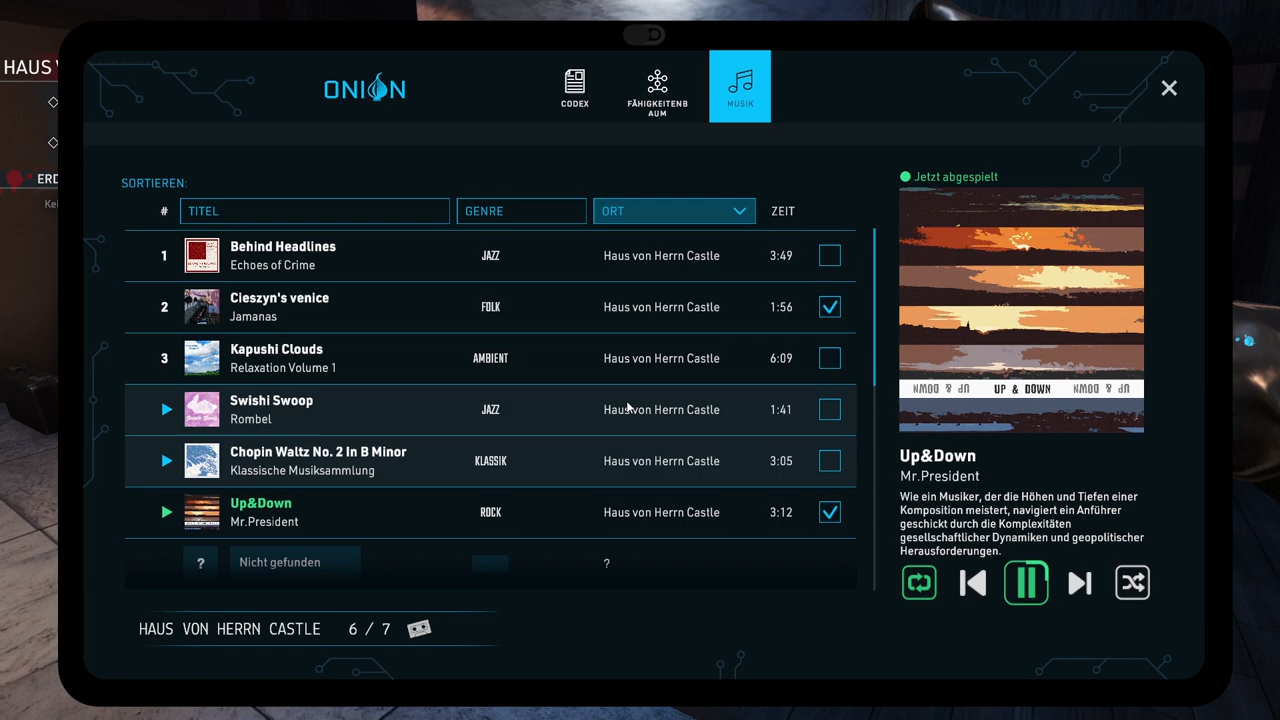 HAUS V
ERD
Kei
ONION
CODEX
FÄHIGKEITENB
AUM
MUSIK
SORTIEREN:
# TITEL GENRE ORT ZEIT
1 Behind Headlines JAZZ Haus von Herrn Castle 3:49
Echoes of Crime
2 Cieszyn's venice FOLK Haus von Herrn Castle 1:56
Jamanas
3 Kapushi Clouds AMBIENT Haus von Herrn Castle 6:09
Relaxation Volume 1
Swishi Swoop JAZZ Haus von Herrn Castle 1:41
Rombel
Chopin Waltz No. 2 In B Minor KLASSIK Haus von Herrn Castle 3:05
Klassische Musiksammlung
Up&Down ROCK Haus von Herrn Castle 3:12
Mr.President
? Nicht gefunden ?
HAUS VON HERRN CASTLE 6 / 7
Jetzt abgespielt
UP & DOWN UP & DOWN UP & DOWN
Up&Down
Mr.President
Wie ein Musiker, der die Höhen und Tiefen einer
Komposition meistert, navigiert ein Anführer
geschickt durch die Komplexitäten
gesellschaftlicher Dynamiken und geopolitischer
Herausforderungen.